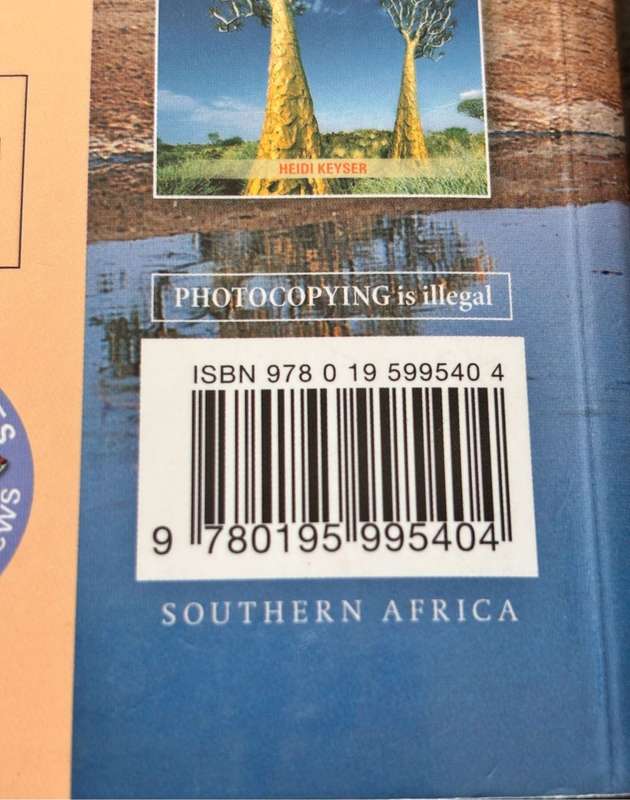 HEIDI KEYSER
PHOTOCOPYING is illegal
ISBN 978 0 19 599540 4
9 780195 995404
SOUTHERN AFRICA